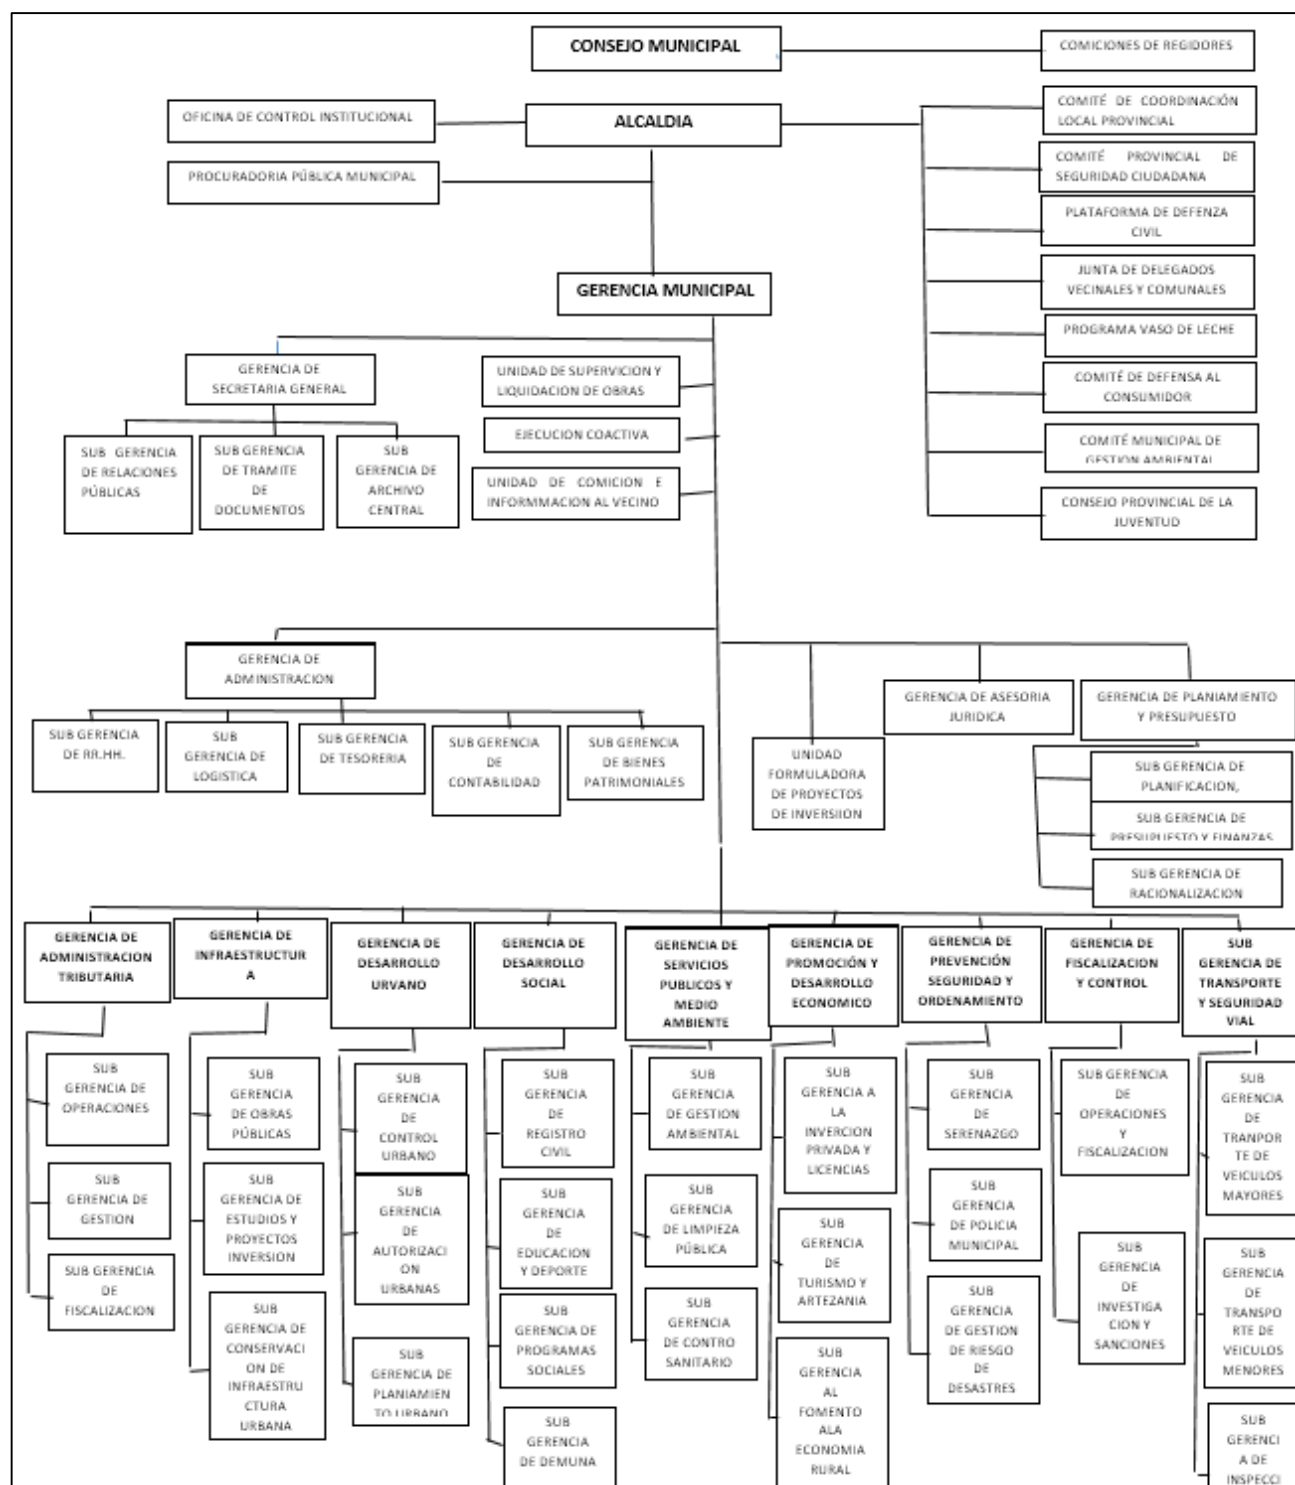 CONSEJO MUNICIPAL
COMICIONES DE REGIDORES
OFICINA DE CONTROL INSTITUCIONAL
ALCALDIA
COMITÉ DE COORDINACIÓN
LOCAL PROVINCIAL
PROCURADORIA PÚBLICA MUNICIPAL
COMITÉ PROVINCIAL DE
SEGURIDAD CIUDADANA
PLATAFORMA DE DEFENZA
CIVIL
JUNTA DE DELEGADOS
VECINALES Y COMUNALES
PROGRAMA VASO DE LECHE
COMITÉ DE DEFENSA AL
CONSUMIDOR
COMITÉ MUNICIPAL DE
GESTION AMBIENTAL
CONSEJO PROVINCIAL DE LA
JUVENTUD
GERENCIA MUNICIPAL
GERENCIA DE
SECRETARIA GENERAL
SUB GERENCIA
DE RELACIONES
PÚBLICAS
SUB GERENCIA
DE TRAMITE
DE
DOCUMENTOS
SUB
GERENCIA DE
ARCHIVO
CENTRAL
UNIDAD DE SUPERVICION Y
LIQUIDACION DE OBRAS
EJECUCION COACTIVA
UNIDAD DE COMICION E
INFORMMACION AL VECINO
GERENCIA DE
ADMINISTRACION
SUB GERENCIA
DE RR.HH.
SUB
GERENCIA DE
LOGISTICA
SUB GERENCIA
DE TESORERIA
SUB GERENCIA
DE
CONTABILIDAD
SUB GERENCIA
DE BIENES
PATRIMONIALES
UNIDAD
FORMULADORA
DE PROYECTOS
DE INVERSIION
GERENCIA DE ASESORIA
JURIDICA
GERENCIA DE PLANIAMIENTO
Y PRESUPUESTO
SUB GERENCIA DE
PLANIFICACION,
SUB GERENCIA DE
PRESUPUESTO Y FINANZAS
SUB GERENCIA DE
RACIONALIZACION
GERENCIA DE
ADMINISTRACION
TRIBUTARIA
SUB
GERENCIA DE
OPERACIONES
SUB
GERENCIA DE
GESTION
SUB GERENCIA
DE
FISCALIZACION
GERENCIA DE
INFRAESTRUCTUR
A
SUB
GERENCIA
DE OBRAS
PÚBLICAS
SUB
GERENCIA DE
ESTUDIOS Y
PROYECTOS
INVERSION
SUB
GERENCIA DE
CONSERVACI
ON DE
INFRAESTRU
CTURA
URBANA
GERENCIA DE
DESARROLLO
URVANO
SUB
GERENCIA
DE
CONTROL
URBANO
SUB
GERENCIA
DE
AUTORIZACI
ON
URBANAS
SUB
GERENCIA DE
PLANIAMIEN
TO URBANO
GERENCIA DE
DESARROLLO
SOCIAL
SUB
GERENCIA
DE
REGISTRO
CIVIL
SUB
GERENCIA
DE
EDUCACION
Y DEPORTE
SUB
GERENCIA DE
PROGRAMAS
SOCIALES
SUB
GERENCIA
DE DEMUNA
GERENCIA DE
SERVICIOS
PUBLICOS Y
MEDIO
AMBIENTE
SUB
GERENCIA
DE GESTION
AMBIENTAL
SUB
GERENCIA
DE LIMPIEZA
PÚBLICA
SUB
GERENCIA
DE CONTRO
SANITARIO
GERENCIA DE
PROMOCIÓN Y
DESARROLLO
ECONOMICO
SUB
GERENCIA A
LA
INVERCION
PRIVADA Y
LICENCIAS
SUB
GERENCIA
DE
TURISMO Y
ARTEZANIA
SUB
GERENCIA
AL
FOMENTO
ALA
ECONOMIA
RURAL
GERENCIA DE
PREVENCIÓN
SEGURIDAD Y
ORDENAMIENTO
SUB
GERENCIA
DE
SERENAZGO
SUB
GERENCIA
DE POLICIA
MUNICIPAL
SUB
GERENCIA
DE GESTION
DE RIESGO
DE
DESASTRES
GERENCIA DE
FISCALIZACION
Y CONTROL
SUB GERENCIA
DE
OPERACIONES
Y
FISCALIZACION
SUB
GERENCIA
DE
INVESTIGA
CION Y
SANCIONES
SUB
GERENCIA DE
TRANSPORTE
Y SEGURIDAD
VIAL
SUB
GERENCIA
DE
TRANPOR
TE DE
VEICULOS
MAYORES
SUB
GERENCIA
DE
TRANSPO
RTE DE
VEICULOS
MENORES
SUB
GERENCI
A DE
INSPECCI